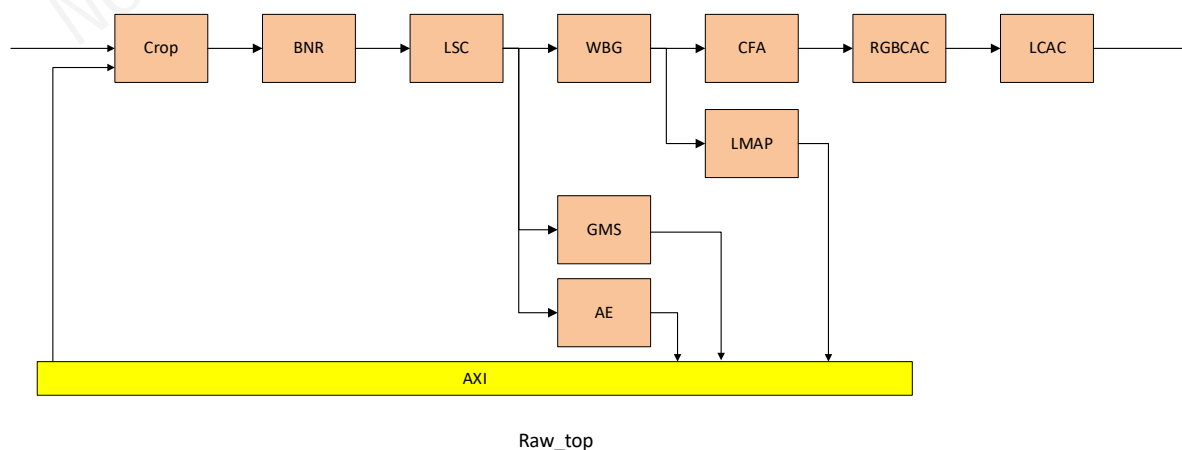 Crop
BNR
LSC
WBG
CFA
RGBCAC
LCAC
LMAP
GMS
AE
AXI
Raw_top